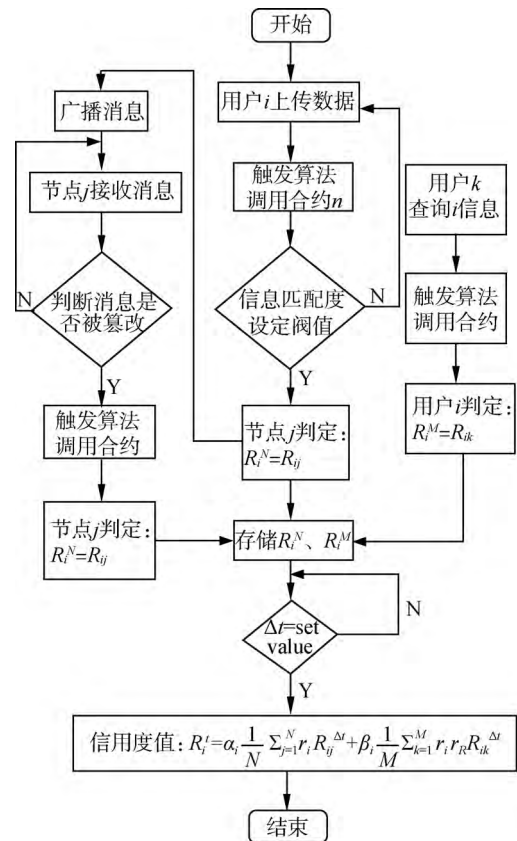 开始
用户i上传数据
触发算法
调用合约n
信息匹配度
设定阀值
N
Y
节点j判定：
R_i^N=R_ij
广播消息
节点j接收消息
判断消息是
否被篡改
N
Y
触发算法
调用合约
节点j判定：
R_i^N=R_ij
用户k
查询i信息
触发算法
调用合约
用户i判定：
R_i^M=R_ik
存储R_i^N、R_i^M
Δt=set
value
N
Y
信用度值：R_i^t=α_i 1/N ∑_{j=1}^N r_i R_ij^Δt+β_i 1/M ∑_{k=1}^M r_i r_R R_ik^Δt
结束